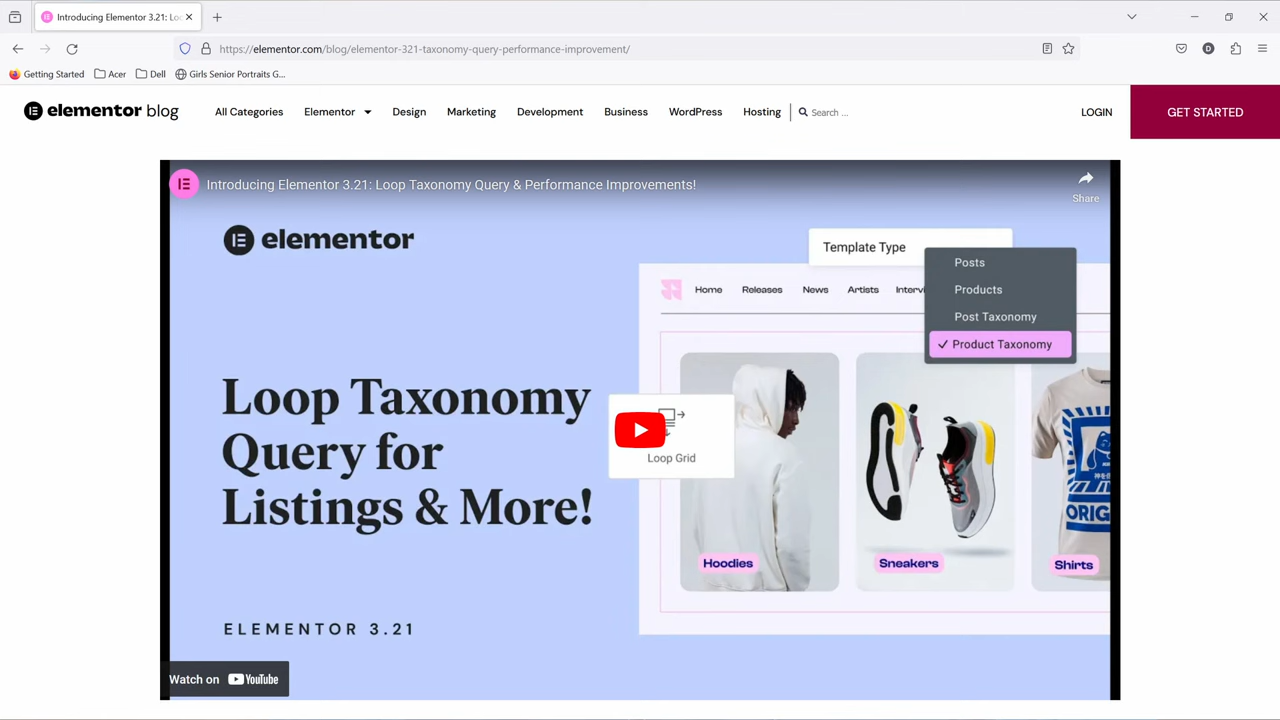 Introducing Elementor 3.21: Loo
https://elementor.com/blog/elementor-321-taxonomy-query-performance-improvement/
D
Getting Started Acer Dell Girls Senior Portraits G...
elementor blog All Categories Elementor Design Marketing Development Business WordPress Hosting Search ... LOGIN GET STARTED
Introducing Elementor 3.21: Loop Taxonomy Query & Performance Improvements!
Share
elementor
Template Type
Posts
Products
Post Taxonomy
Product Taxonomy
Home Releases News Artists Intervi
Loop Taxonomy
Query for
Listings & More!
Loop Grid
ORIG
Hoodies Sneakers Shirts
ELEMENTOR 3.21
Watch on YouTube